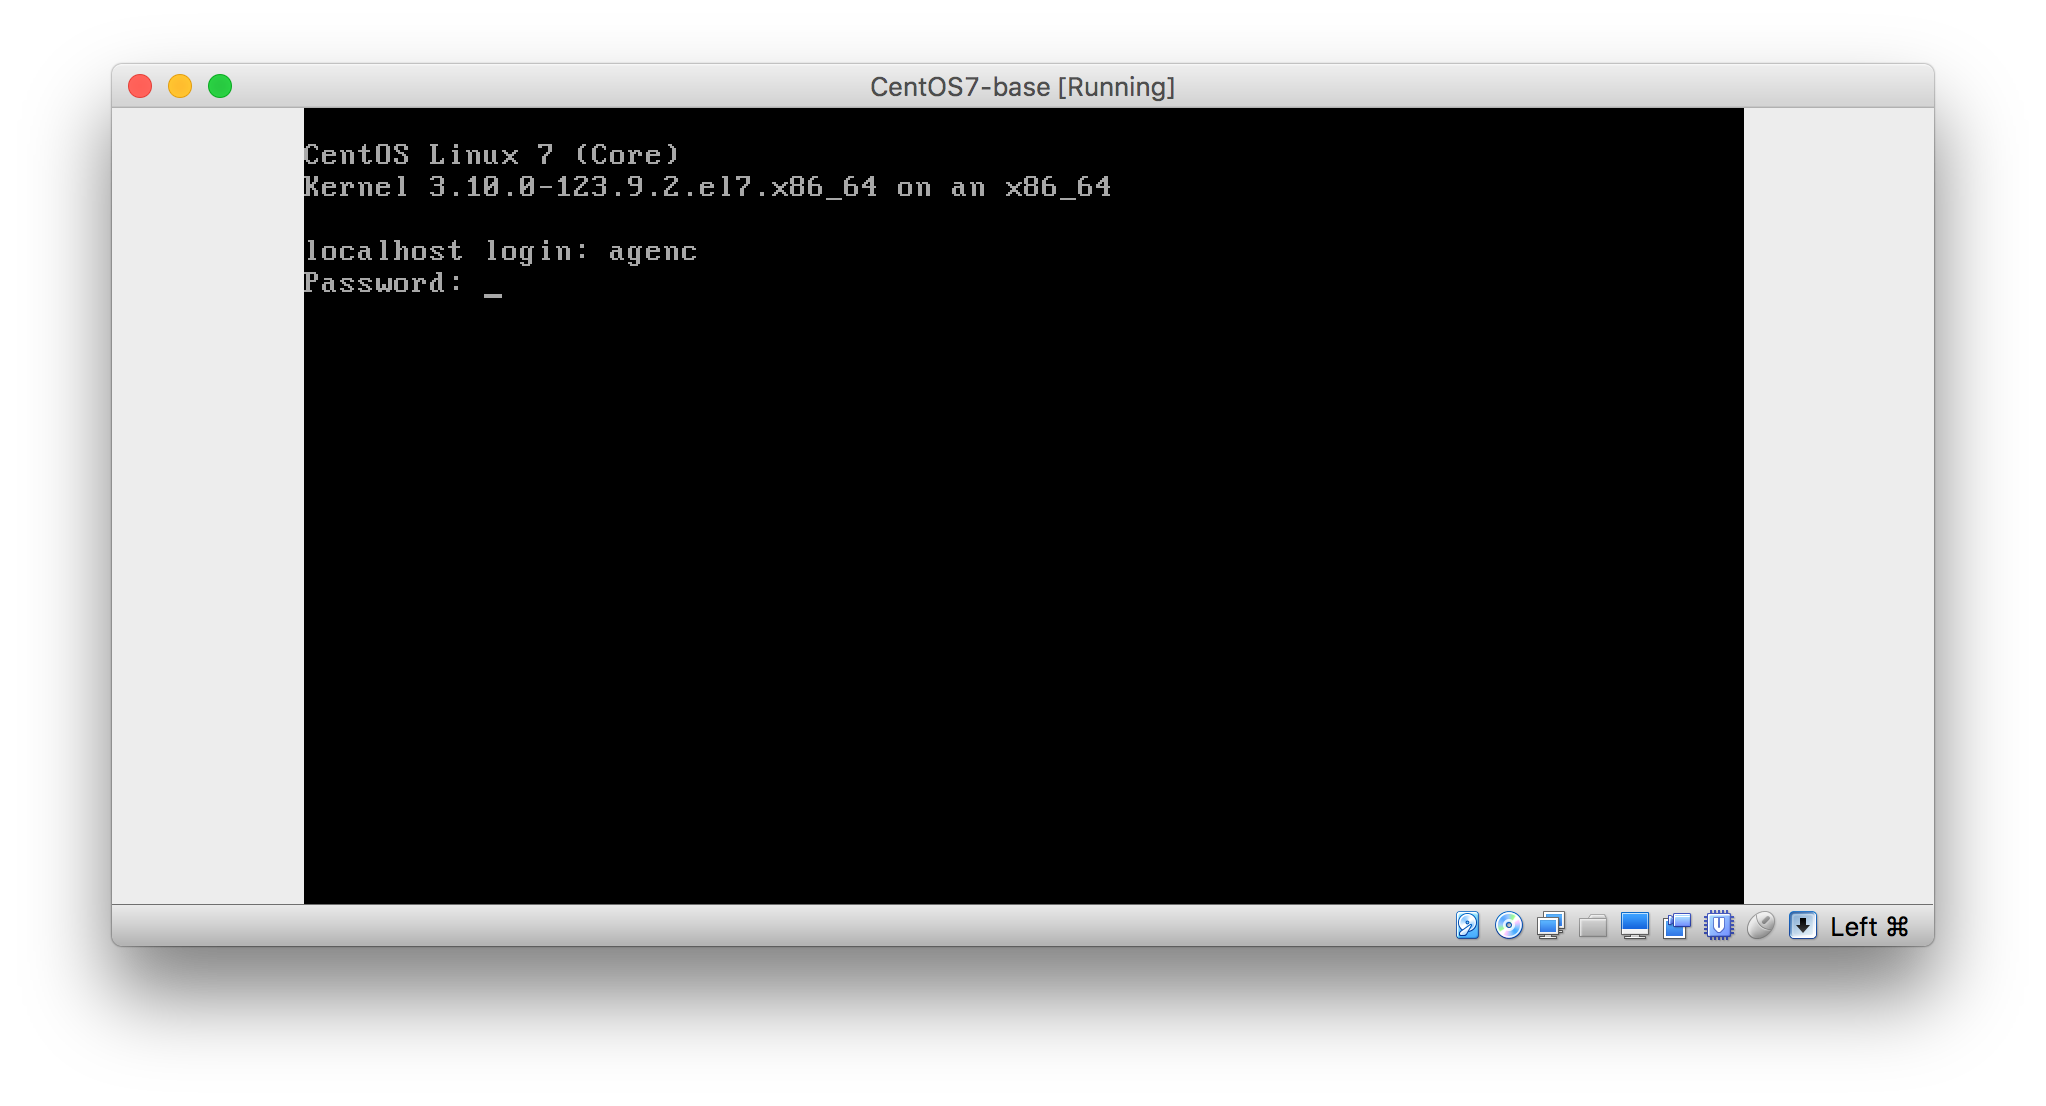 CentOS7-base [Running]
CentOS Linux 7 (Core)
Kernel 3.10.0-123.9.2.el7.x86_64 on an x86_64
localhost login: agenc
Password: _
Left ⌘